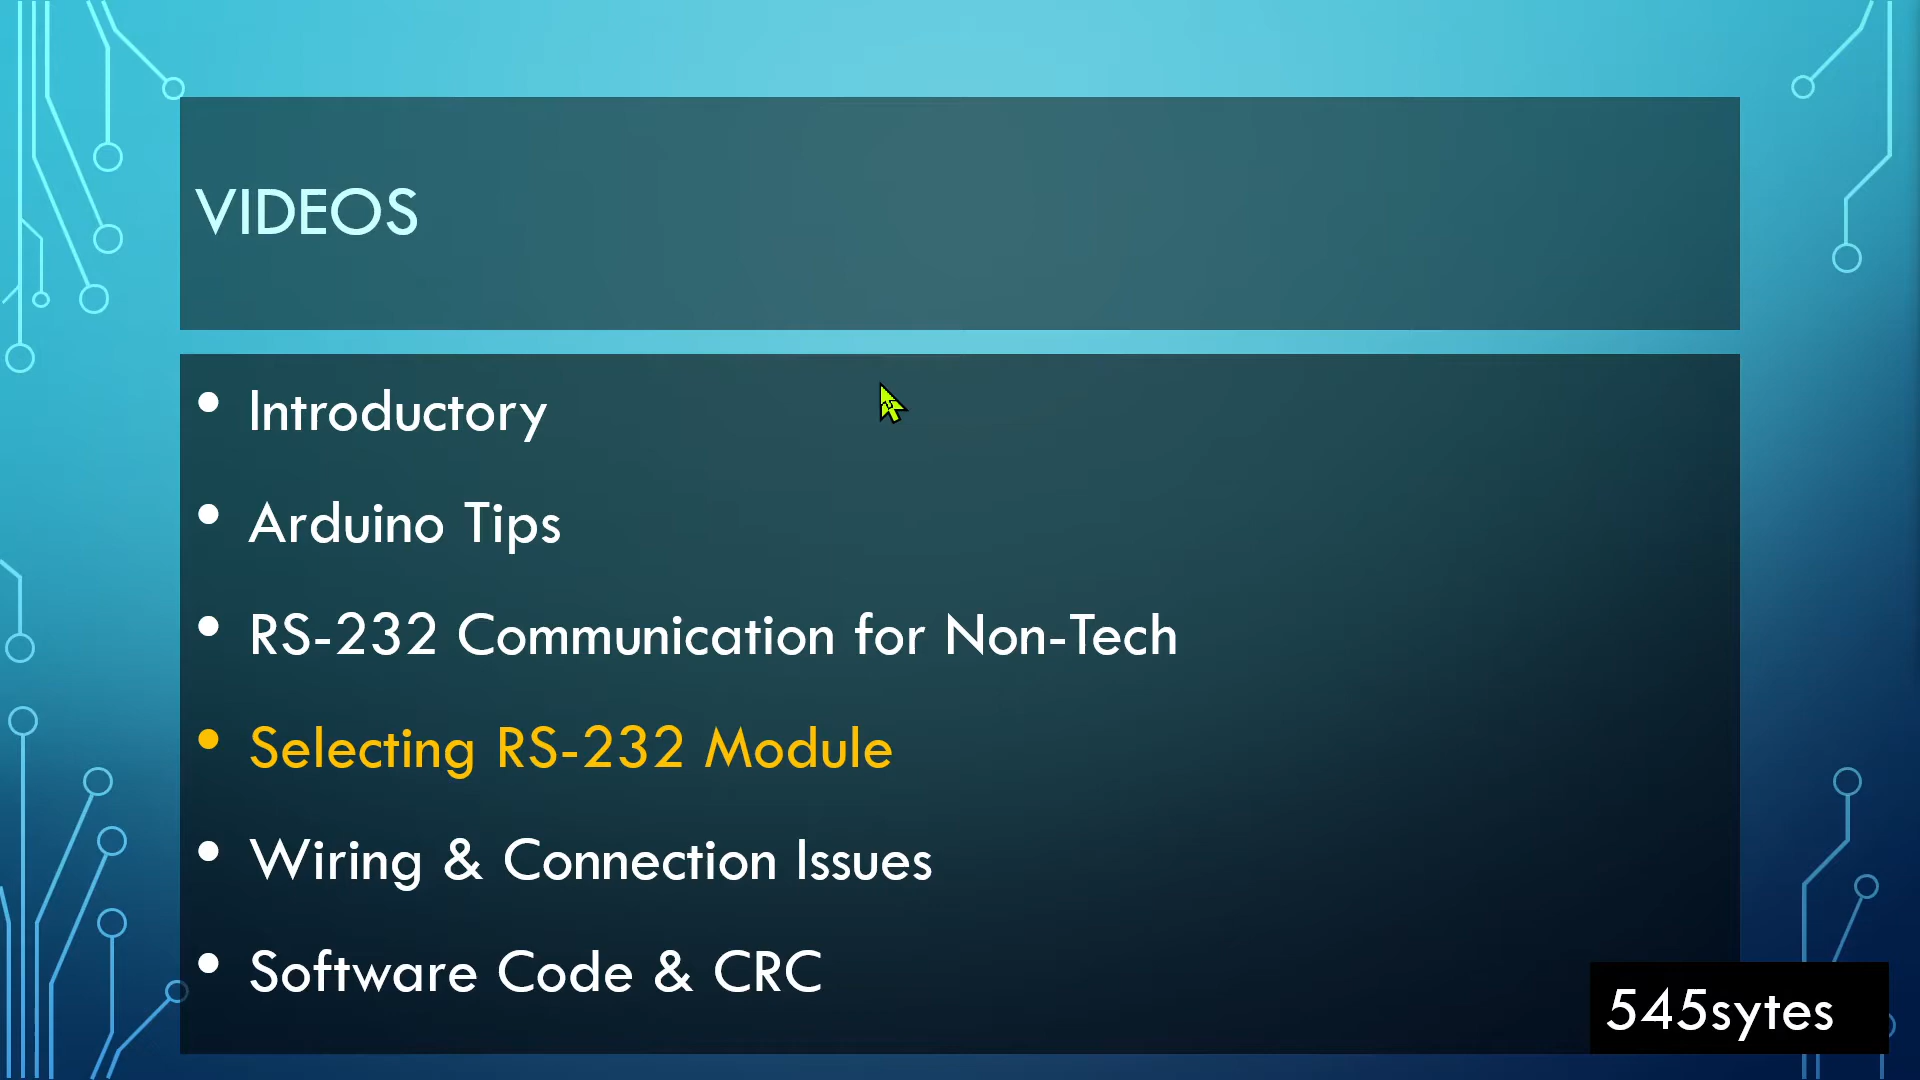 VIDEOS
• Introductory
• Arduino Tips
• RS-232 Communication for Non-Tech
• Selecting RS-232 Module
• Wiring & Connection Issues
• Software Code & CRC
545sytes